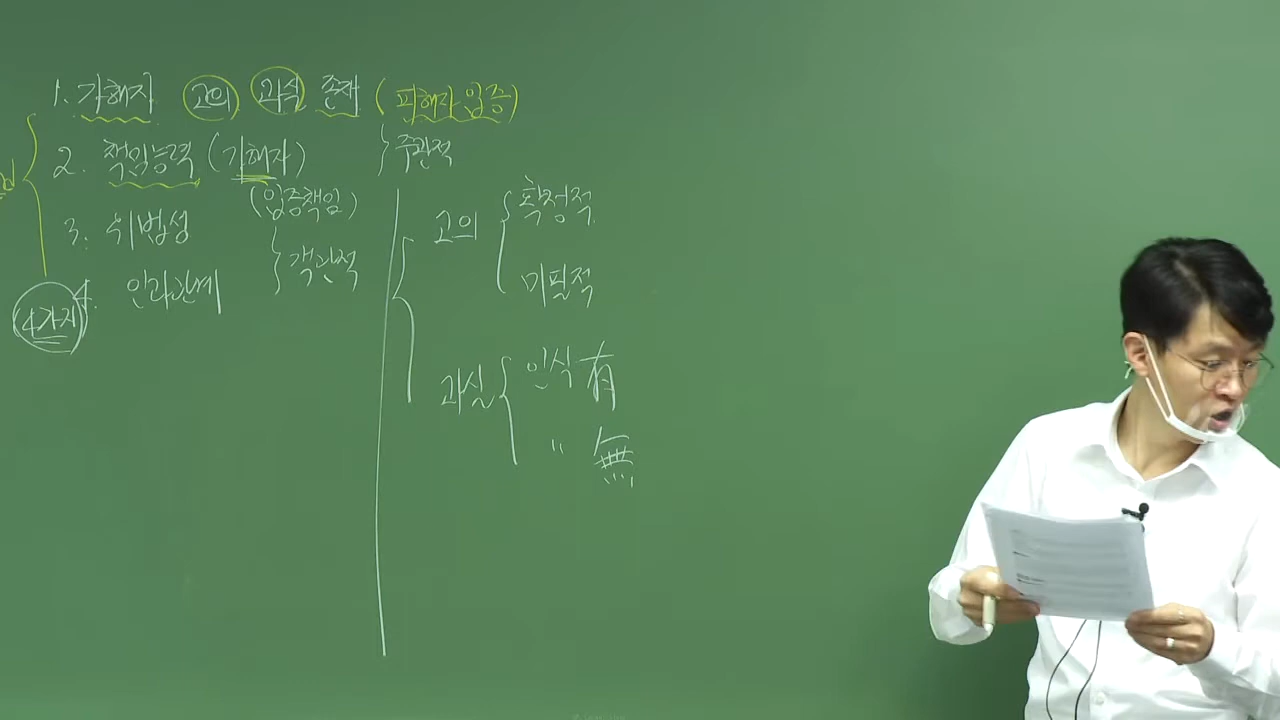 1. 가해자 고의 과실 존재 (피해자 입증)
2. 책임능력 (가해자) } 주관적
(입증책임)
3. 위법성
} 객관적
4. 인과관계
4가지
고의 { 확정적
미필적
과실 { 인식 有
" 無